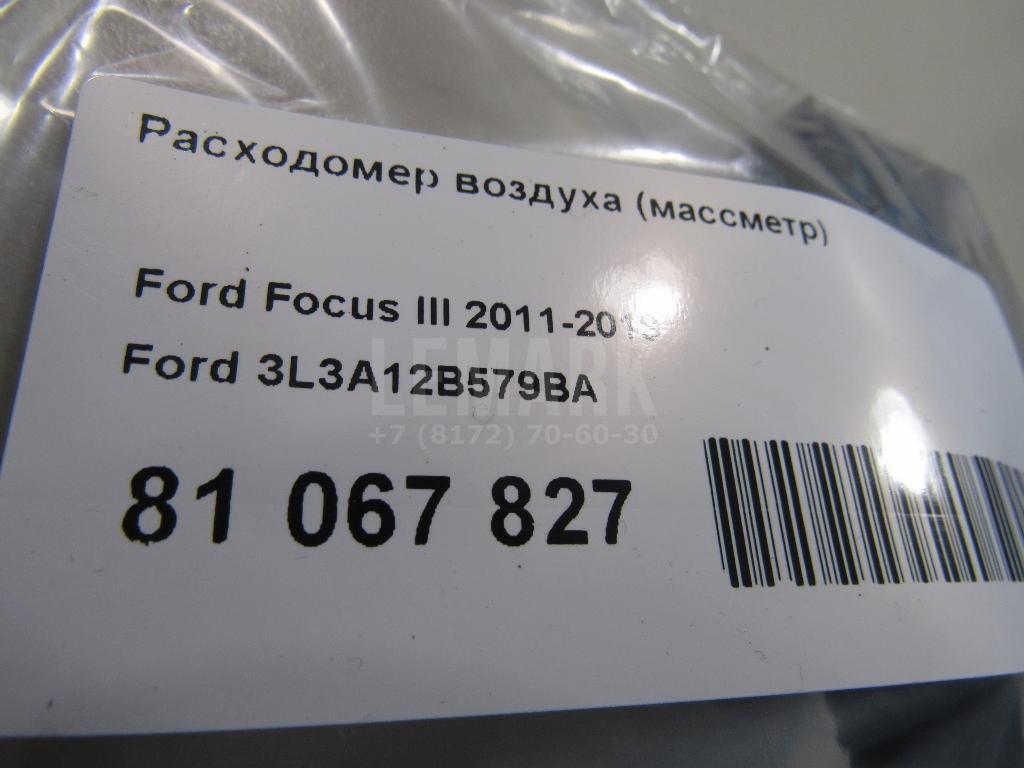 Расходомер воздуха (массметр)
Ford Focus III 2011-2019
Ford 3L3A12B579BA
LEMARK
+7 (8172) 70-60-30
81 067 827